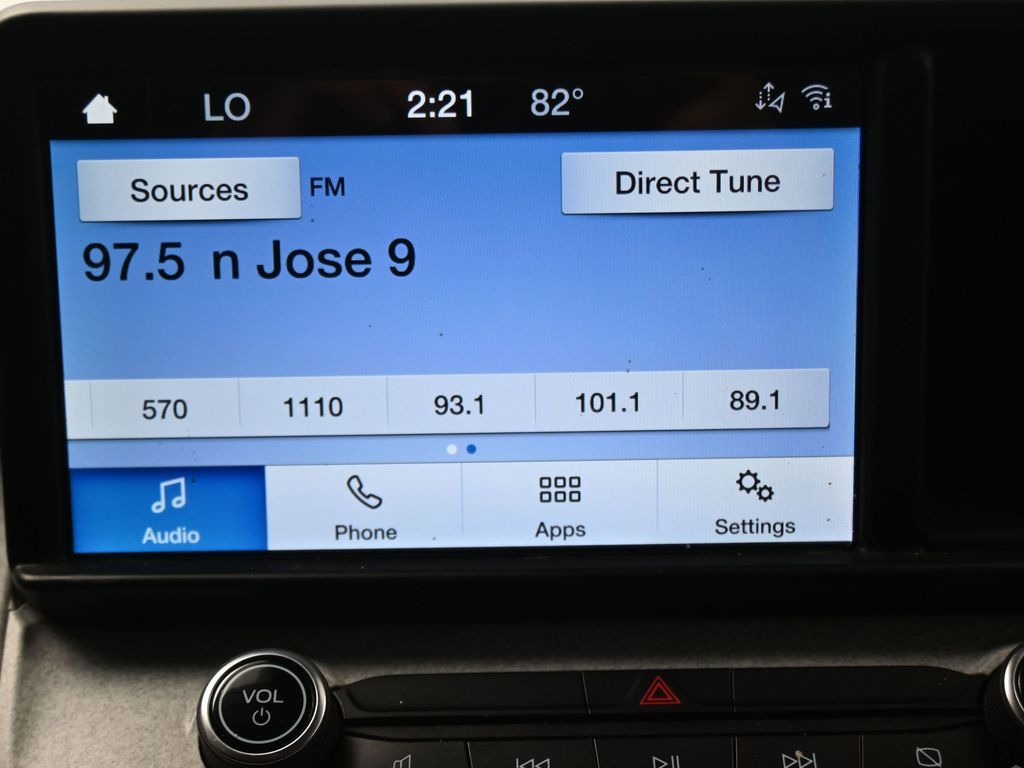 LO 2:21 82°
Sources FM Direct Tune
97.5 n Jose 9
570 1110 93.1 101.1 89.1
Audio Phone Apps Settings
VOL